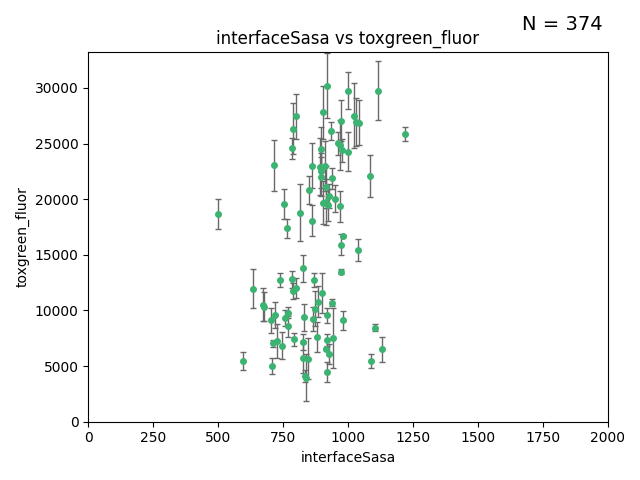 N = 374
interfaceSasa vs toxgreen_fluor
toxgreen_fluor
30000
25000
20000
15000
10000
5000
0
0 250 500 750 1000 1250 1500 1750 2000
interfaceSasa